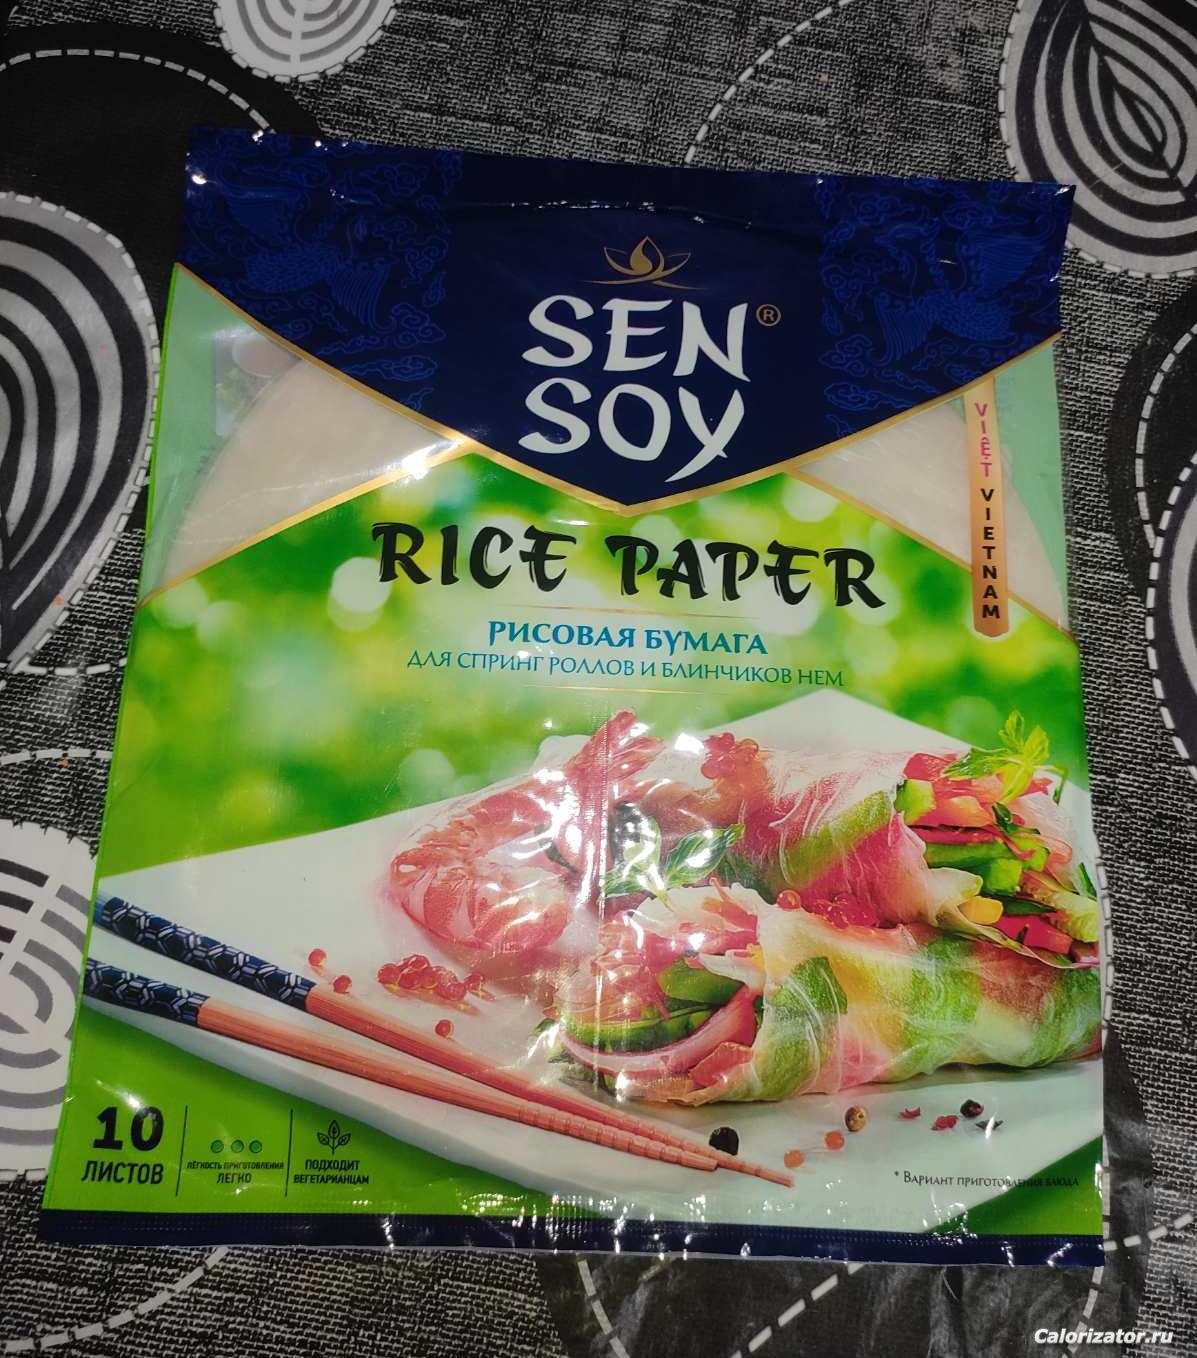 SEN®
SOY
VIỆT VIETNAM
RICE PAPER
РИСОВАЯ БУМАГА
ДЛЯ СПРИНГ РОЛЛОВ И БЛИНЧИКОВ НЕМ
10
ЛИСТОВ
ЛЁГКОСТЬ ПРИГОТОВЛЕНИЯ
ЛЕГКО
ПОДХОДИТ
ВЕГЕТАРИАНЦАМ
* ВАРИАНТ ПРИГОТОВЛЕНИЯ БЛЮДА
Calorizator.ru